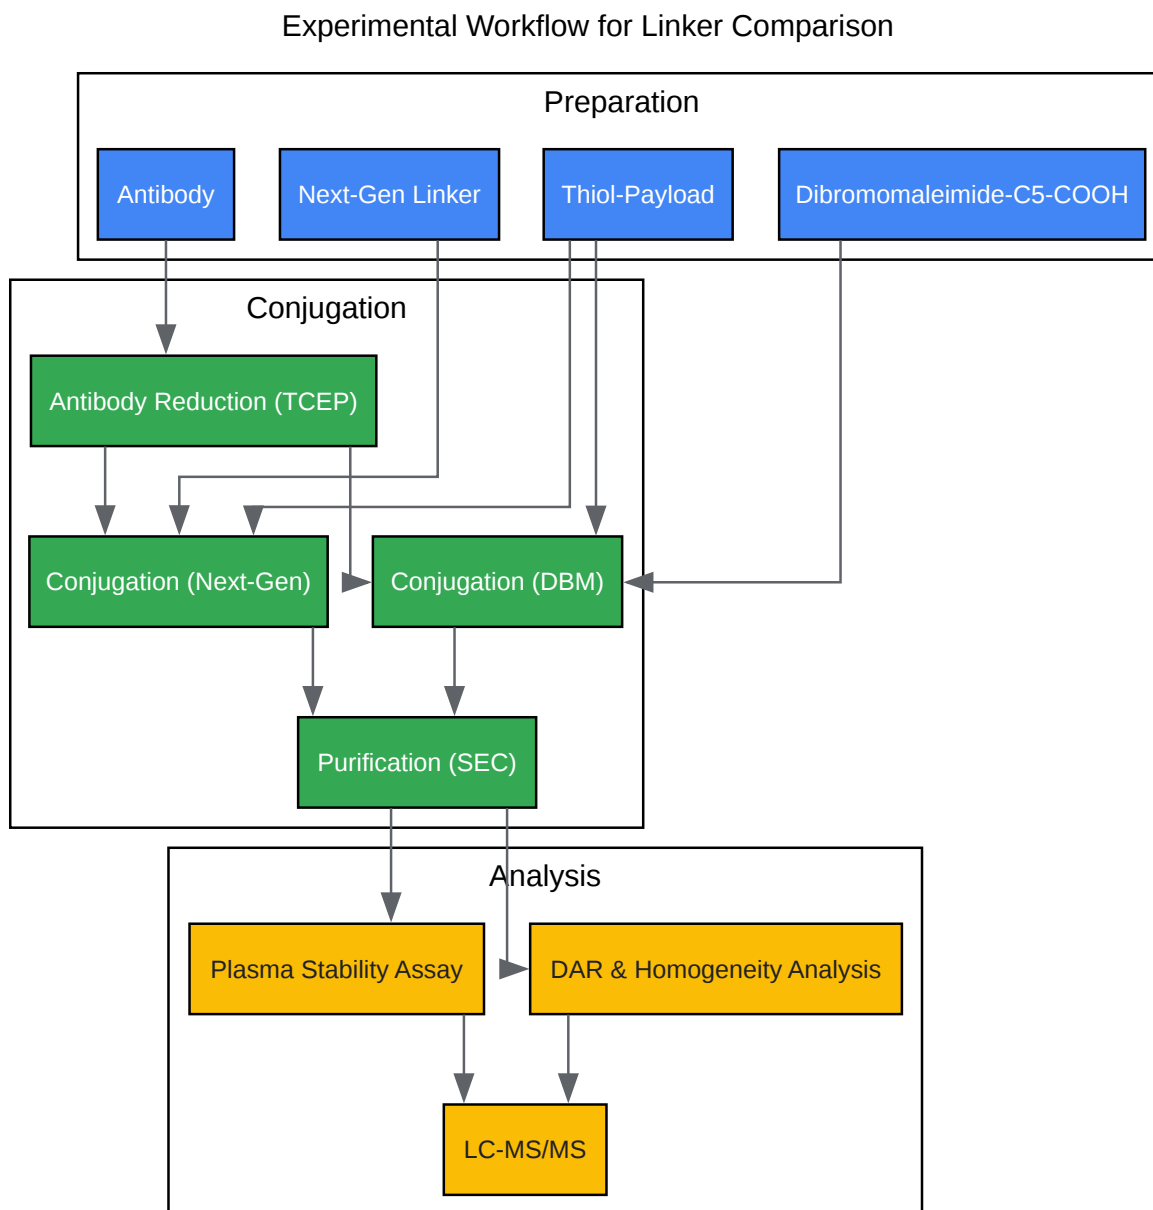 Experimental Workflow for Linker Comparison
Preparation
Antibody
Next-Gen Linker
Thiol-Payload
Dibromomaleimide-C5-COOH
Conjugation
Antibody Reduction (TCEP)
Conjugation (Next-Gen)
Conjugation (DBM)
Purification (SEC)
Analysis
Plasma Stability Assay
DAR & Homogeneity Analysis
LC-MS/MS